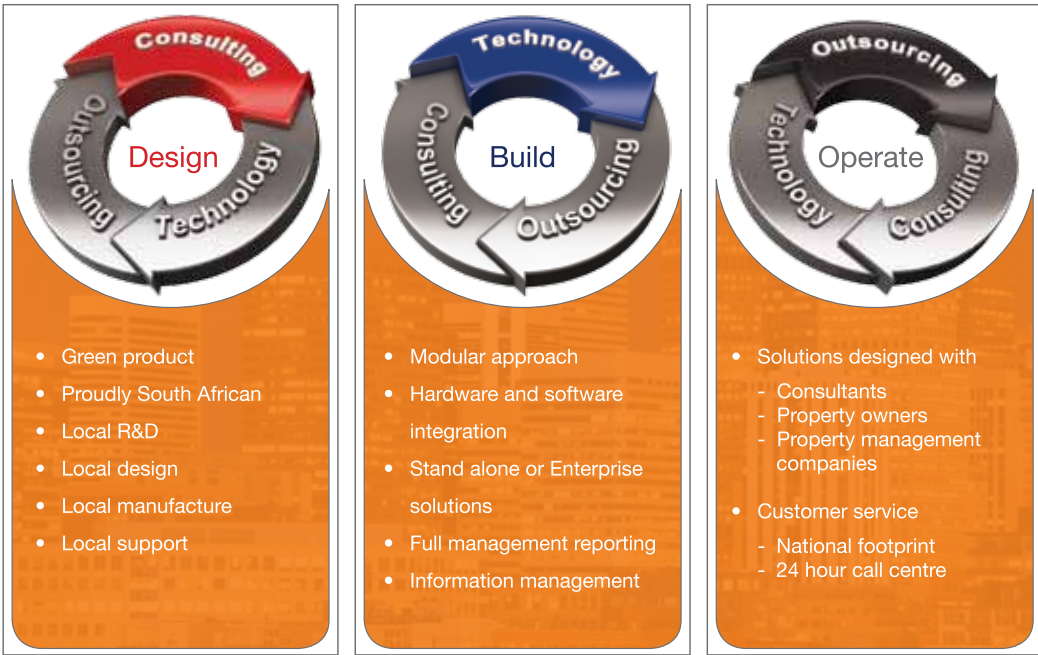 Consulting
Technology
Outsourcing
Design
• Green product
• Proudly South African
• Local R&D
• Local design
• Local manufacture
• Local support
Technology
Outsourcing
Consulting
Build
• Modular approach
• Hardware and software
integration
• Stand alone or Enterprise
solutions
• Full management reporting
• Information management
Outsourcing
Consulting
Technology
Operate
• Solutions designed with
- Consultants
- Property owners
- Property management
companies
• Customer service
- National footprint
- 24 hour call centre